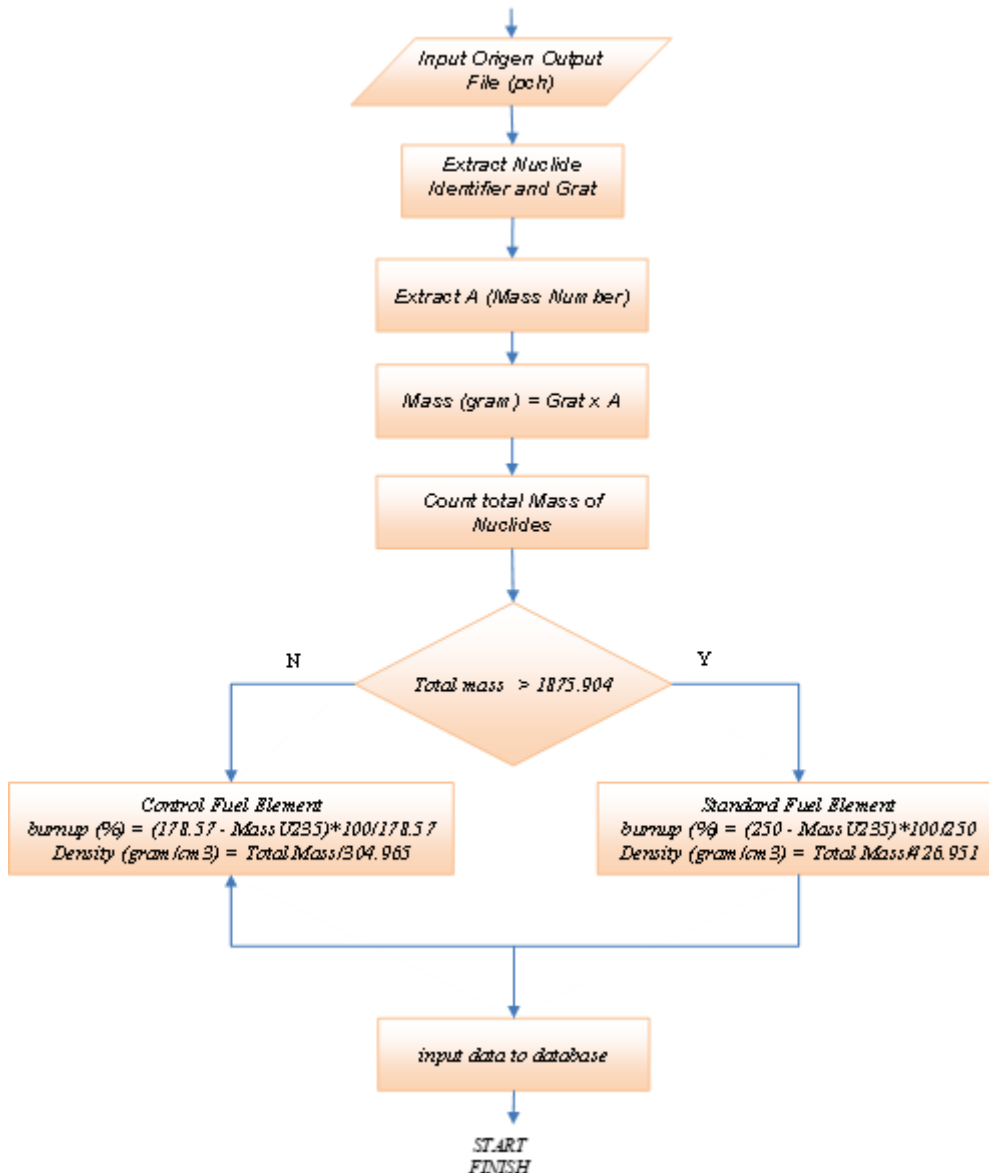 Input Origen Output
File (pch)
Extract Nuclide
Identifier and Grat
Extract A (Mass Number)
Mass (gram) = Grat x A
Count total Mass of
Nuclides
N
Y
Total mass > 1875.904
Control Fuel Element
burnup (%) = (178.57 - Mass U235)*100/178.57
Density (gram/cm3) = Total Mass/304.965
Standard Fuel Element
burnup (%) = (250 - Mass U235)*100/250
Density (gram/cm3) = Total Mass/426.951
input data to database
START
FINISH